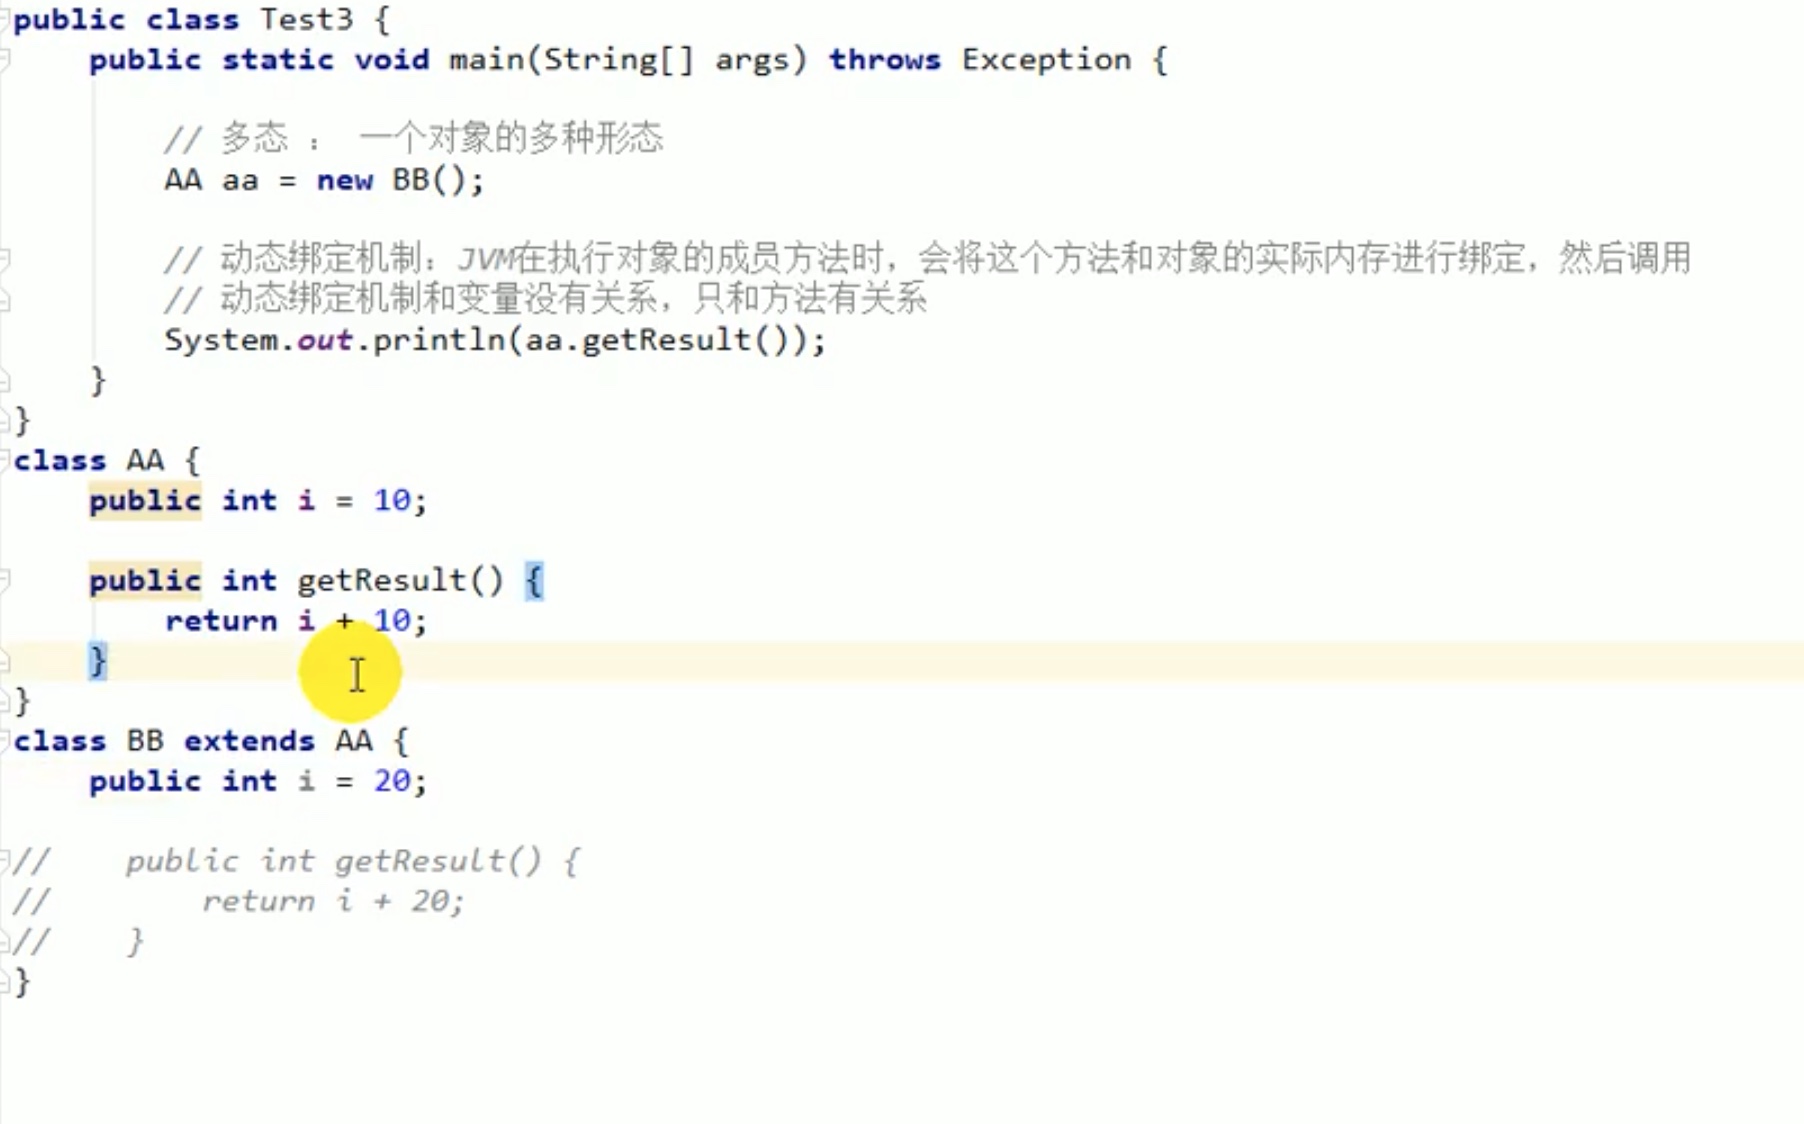 public class Test3 {
    public static void main(String[] args) throws Exception {
        // 多态 ： 一个对象的多种形态
        AA aa = new BB();
        // 动态绑定机制：JVM在执行对象的成员方法时，会将这个方法和对象的实际内存进行绑定，然后调用
        // 动态绑定机制和变量没有关系，只和方法有关系
        System.out.println(aa.getResult());
    }
}
class AA {
    public int i = 10;
    public int getResult() {
        return i + 10;
    }
}
class BB extends AA {
    public int i = 20;
//    public int getResult() {
//        return i + 20;
//    }
}